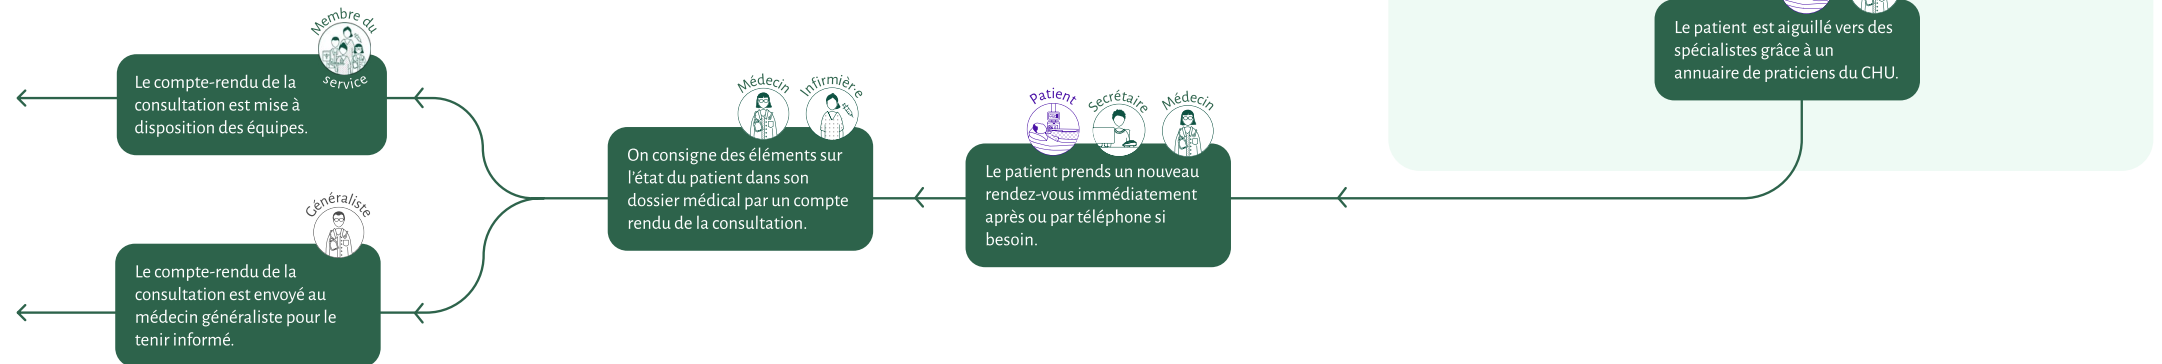 Membre du
service
Le compte-rendu de la
consultation est mise à
disposition des équipes.
Généraliste
Le compte-rendu de la
consultation est envoyé au
médecin généraliste pour le
tenir informé.
Médecin
Infirmièr·e
On consigne des éléments sur
l'état du patient dans son
dossier médical par un compte
rendu de la consultation.
Patient
Secrétaire
Médecin
Le patient prends un nouveau
rendez-vous immédiatement
après ou par téléphone si
besoin.
Le patient  est aiguillé vers des
spécialistes grâce à un
annuaire de praticiens du CHU.